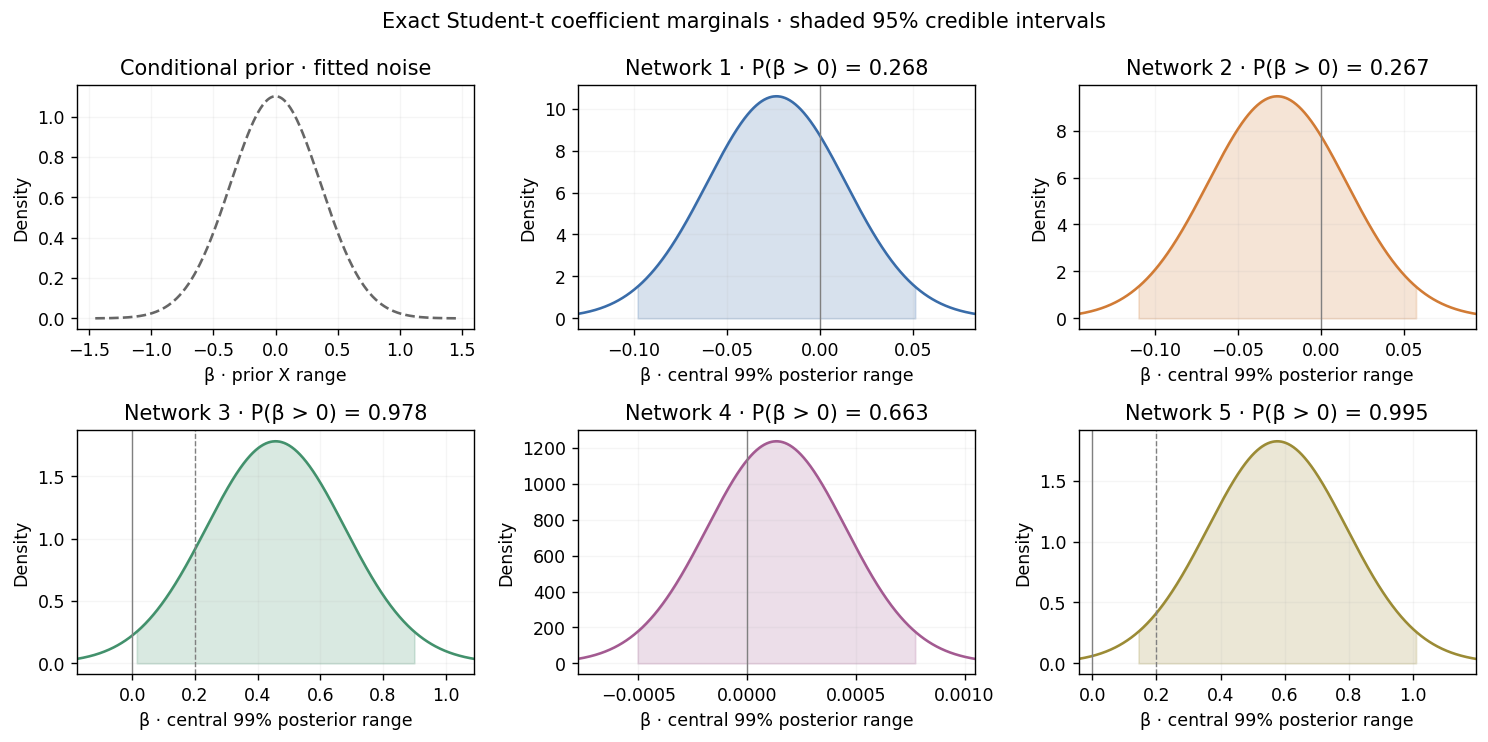 Exact Student-t coefficient marginals · shaded 95% credible intervals
Conditional prior · fitted noise
Density
1.0
0.8
0.6
0.4
0.2
0.0
−1.5 −1.0 −0.5 0.0 0.5 1.0 1.5
β · prior X range
Network 1 · P(β > 0) = 0.268
Density
10
8
6
4
2
0
−0.10 −0.05 0.00 0.05
β · central 99% posterior range
Network 2 · P(β > 0) = 0.267
Density
8
6
4
2
0
−0.10 −0.05 0.00 0.05
β · central 99% posterior range
Network 3 · P(β > 0) = 0.978
Density
1.5
1.0
0.5
0.0
0.0 0.2 0.4 0.6 0.8 1.0
β · central 99% posterior range
Network 4 · P(β > 0) = 0.663
Density
1200
1000
800
600
400
200
0
−0.0005 0.0000 0.0005 0.0010
β · central 99% posterior range
Network 5 · P(β > 0) = 0.995
Density
1.5
1.0
0.5
0.0
0.0 0.2 0.4 0.6 0.8 1.0
β · central 99% posterior range